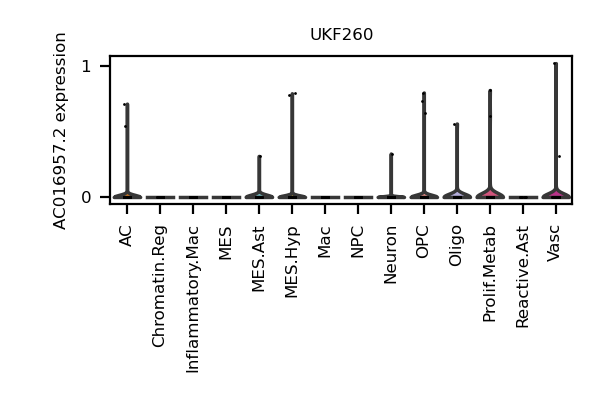 UKF260
AC016957.2 expression
1
0
AC
Chromatin.Reg
Inflammatory.Mac
MES
MES.Ast
MES.Hyp
Mac
NPC
Neuron
OPC
Oligo
Prolif.Metab
Reactive.Ast
Vasc